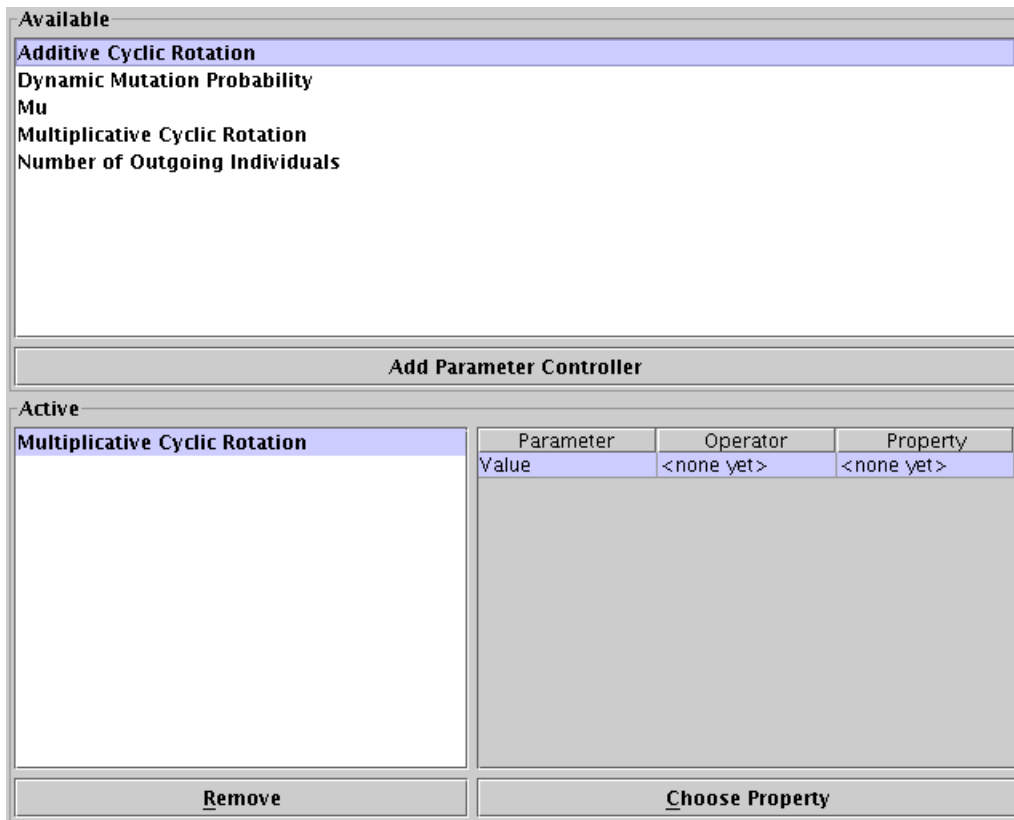 Available
Additive Cyclic Rotation
Dynamic Mutation Probability
Mu
Multiplicative Cyclic Rotation
Number of Outgoing Individuals
Add Parameter Controller
Active
Multiplicative Cyclic Rotation
Parameter Operator Property
Value <none yet> <none yet>
Remove
Choose Property